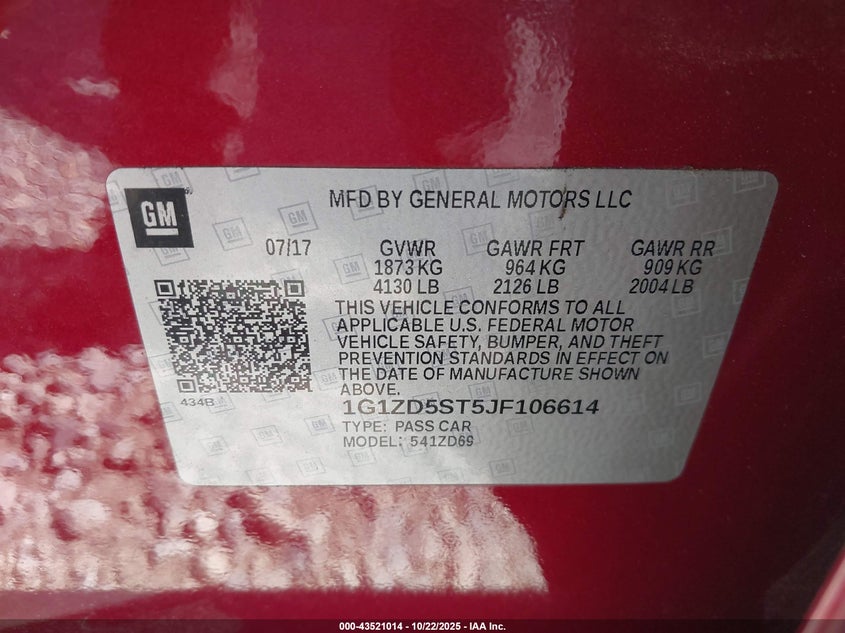 GM
MFD BY GENERAL MOTORS LLC
07/17 GVWR GAWR FRT GAWR RR
1873 KG 964 KG 909 KG
4130 LB 2126 LB 2004 LB
THIS VEHICLE CONFORMS TO ALL
APPLICABLE U.S. FEDERAL MOTOR
VEHICLE SAFETY, BUMPER, AND THEFT
PREVENTION STANDARDS IN EFFECT ON
THE DATE OF MANUFACTURE SHOWN
ABOVE.
434B
1G1ZD5ST5JF106614
TYPE: PASS CAR
MODEL: 541ZD69
000-43521014 - 10/22/2025 - IAA Inc.